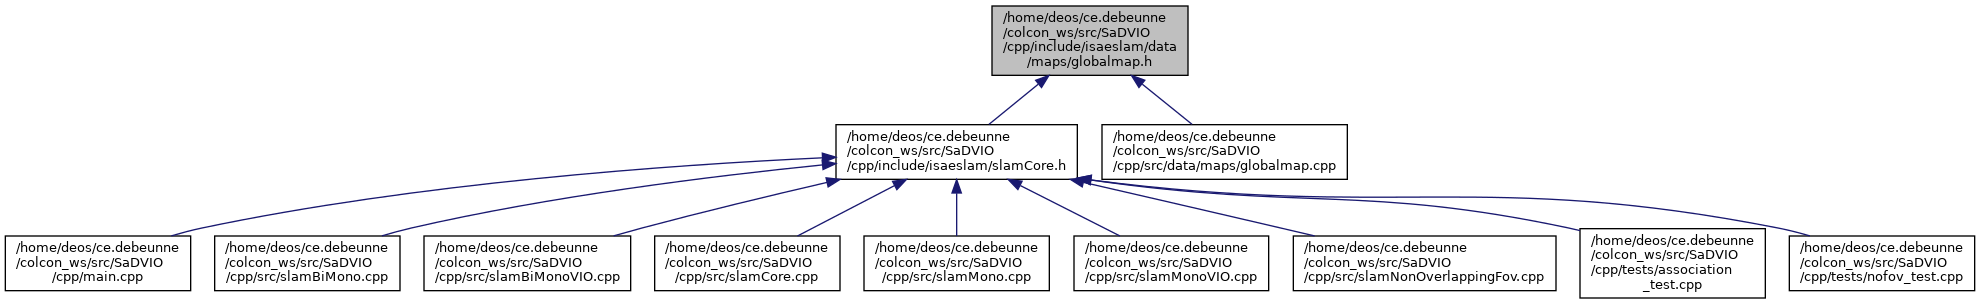 /home/deos/ce.debeunne
/colcon_ws/src/SaDVIO
/cpp/include/isaeslam/data
/maps/globalmap.h
/home/deos/ce.debeunne
/colcon_ws/src/SaDVIO
/cpp/include/isaeslam/slamCore.h
/home/deos/ce.debeunne
/colcon_ws/src/SaDVIO
/cpp/src/data/maps/globalmap.cpp
/home/deos/ce.debeunne
/colcon_ws/src/SaDVIO
/cpp/main.cpp
/home/deos/ce.debeunne
/colcon_ws/src/SaDVIO
/cpp/src/slamBiMono.cpp
/home/deos/ce.debeunne
/colcon_ws/src/SaDVIO
/cpp/src/slamBiMonoVIO.cpp
/home/deos/ce.debeunne
/colcon_ws/src/SaDVIO
/cpp/src/slamCore.cpp
/home/deos/ce.debeunne
/colcon_ws/src/SaDVIO
/cpp/src/slamMono.cpp
/home/deos/ce.debeunne
/colcon_ws/src/SaDVIO
/cpp/src/slamMonoVIO.cpp
/home/deos/ce.debeunne
/colcon_ws/src/SaDVIO
/cpp/src/slamNonOverlappingFov.cpp
/home/deos/ce.debeunne
/colcon_ws/src/SaDVIO
/cpp/tests/association
_test.cpp
/home/deos/ce.debeunne
/colcon_ws/src/SaDVIO
/cpp/tests/nofov_test.cpp